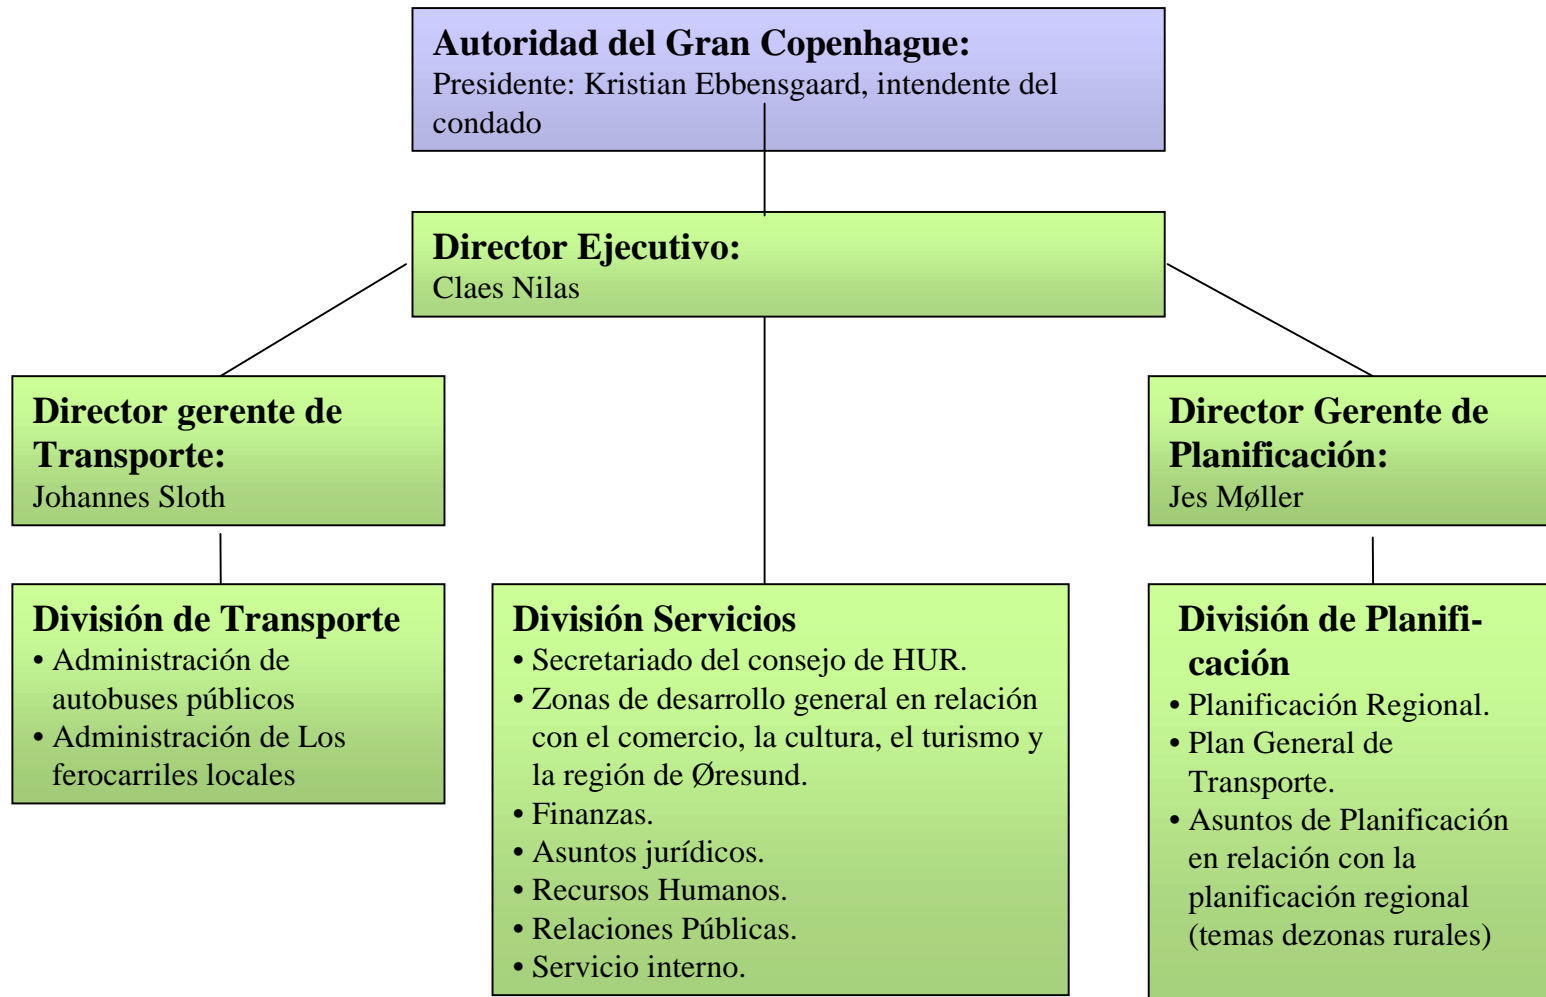 Autoridad del Gran Copenhague:
Presidente: Kristian Ebbensgaard, intendente del
condado
Director Ejecutivo:
Claes Nilas
Director gerente de
Transporte:
Johannes Sloth
Director Gerente de
Planificación:
Jes Møller
División de Transporte
• Administración de
autobuses públicos
• Administración de Los
ferocarriles locales
División Servicios
• Secretariado del consejo de HUR.
• Zonas de desarrollo general en relación
con el comercio, la cultura, el turismo y
la región de Øresund.
• Finanzas.
• Asuntos jurídicos.
• Recursos Humanos.
• Relaciones Públicas.
• Servicio interno.
División de Planifi-
cación
• Planificación Regional.
• Plan General de
Transporte.
• Asuntos de Planificación
en relación con la
planificación regional
(temas dezonas rurales)